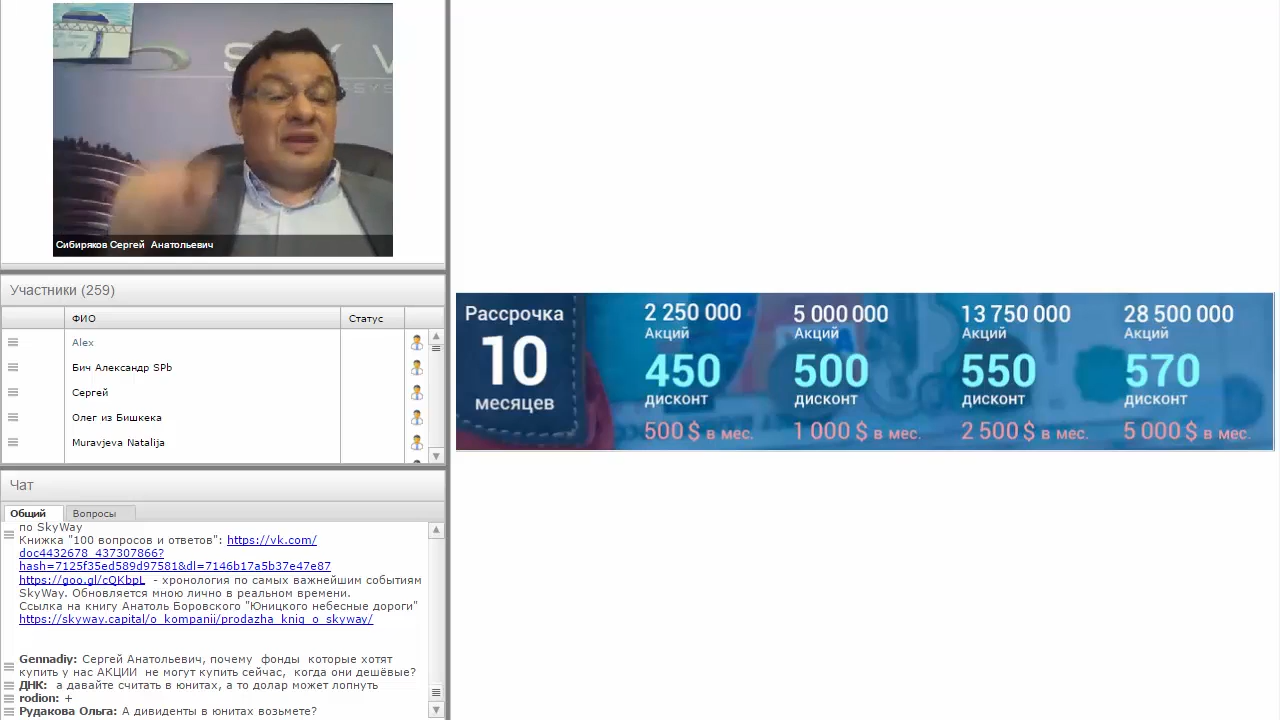 SKY W
SYS
Сибиряков Сергей Анатольевич
Участники (259)
ФИО
Статус
Alex
Бич Александр SPb
Сергей
Олег из Бишкека
Muravjeva Natalija
Чат
Общий
Вопросы
по SkyWay
Книжка "100 вопросов и ответов": https://vk.com/
doc4432678_437307866?
hash=7125f35ed589d97581&dl=7146b17a5b37e47e87
https://goo.gl/cQKbpL - хронология по самых важнейшим событиям
SkyWay. Обновляется мною лично в реальном времени.
Ссылка на книгу Анатоль Боровского "Юницкого небесные дороги"
https://skyway.capital/o_kompanii/prodazha_knig_o_skyway/
Gennadiy: Сергей Анатольевич, почему фонды которые хотят
купить у нас АКЦИИ не могут купить сейчас, когда они дешёвые?
ДНК: а давайте считать в юнитах, а то долар может лопнуть
rodion: +
Рудакова Ольга: А дивиденты в юнитах возьмете?
Рассрочка
10
месяцев
2 250 000
Акций
450
дисконт
500 $ в мес.
5 000 000
Акций
500
дисконт
1 000 $ в мес.
13 750 000
Акций
550
дисконт
2 500 $ в мес.
28 500 000
Акций
570
дисконт
5 000 $ в мес.